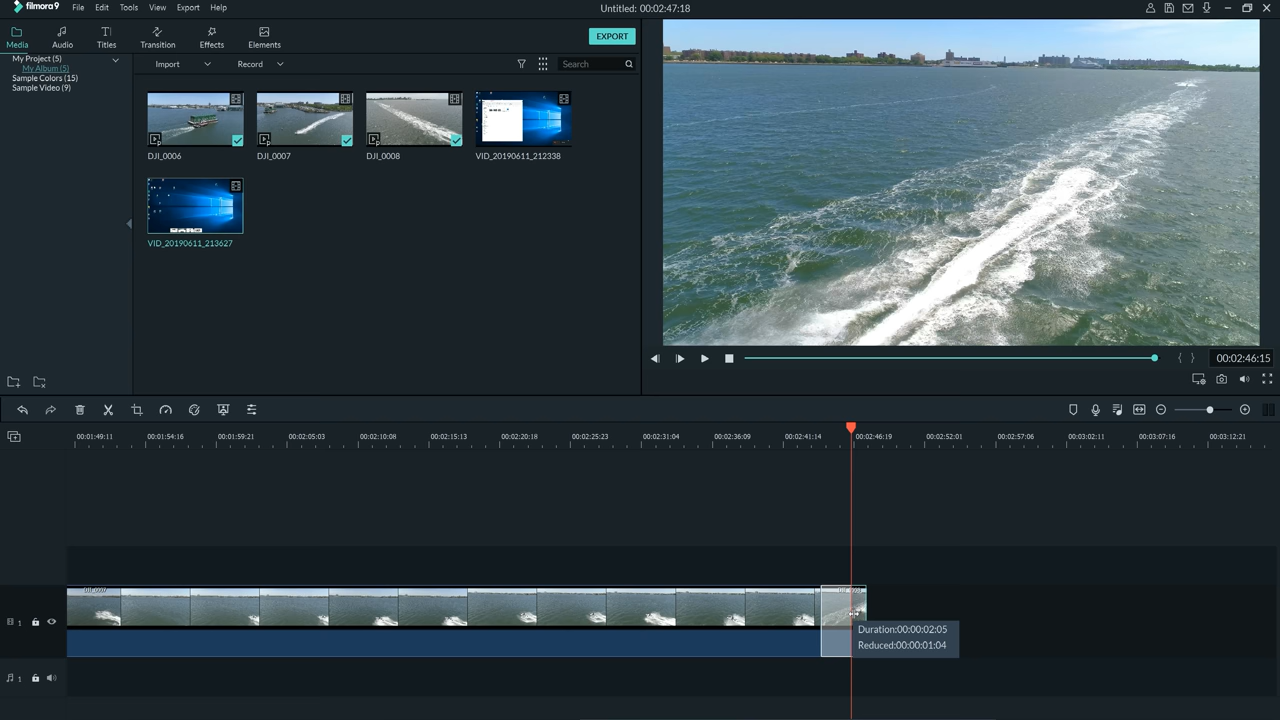 filmora 9
File Edit Tools View Export Help
Untitled: 00:02:47:18
Media Audio Titles Transition Effects Elements
EXPORT
My Project (5)
My Album (5)
Sample Colors (15)
Sample Video (9)
Import Record Search
DJI_0006 DJI_0007 DJI_0008 VID_20190611_212338
VID_20190611_213627
00:02:46:15
00:01:49:11 00:01:54:16 00:01:59:21 00:02:05:03 00:02:10:08 00:02:15:13 00:02:20:18 00:02:25:23 00:02:31:04 00:02:36:09 00:02:41:14 00:02:46:19 00:02:52:01 00:02:57:06 00:03:02:11 00:03:07:16 00:03:12:21
DJI_0007
1
Duration:00:00:02:05
Reduced:00:00:01:04
1